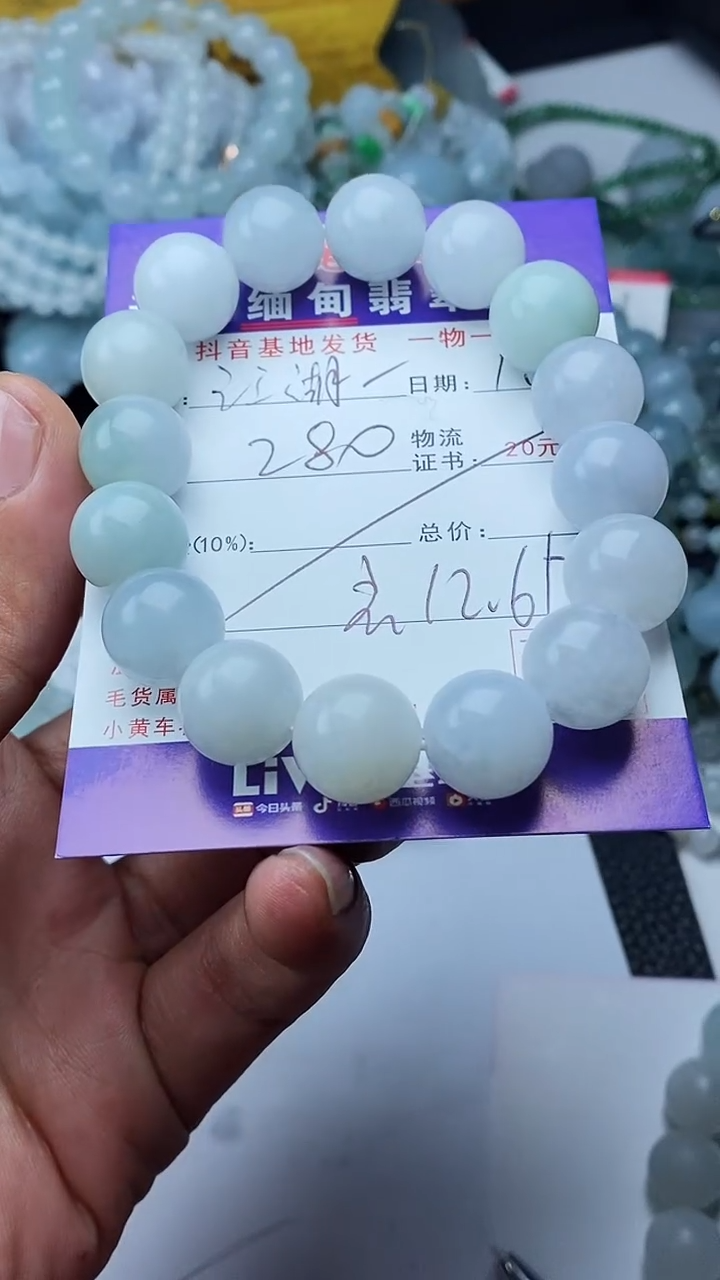 缅甸翡翠
抖音基地发货 一物一
江湖一 日期：
280 物流
证书： 20元
(10%)： 总价：
12.6
毛货属
小黄车
Liv
今日头条 西瓜视频